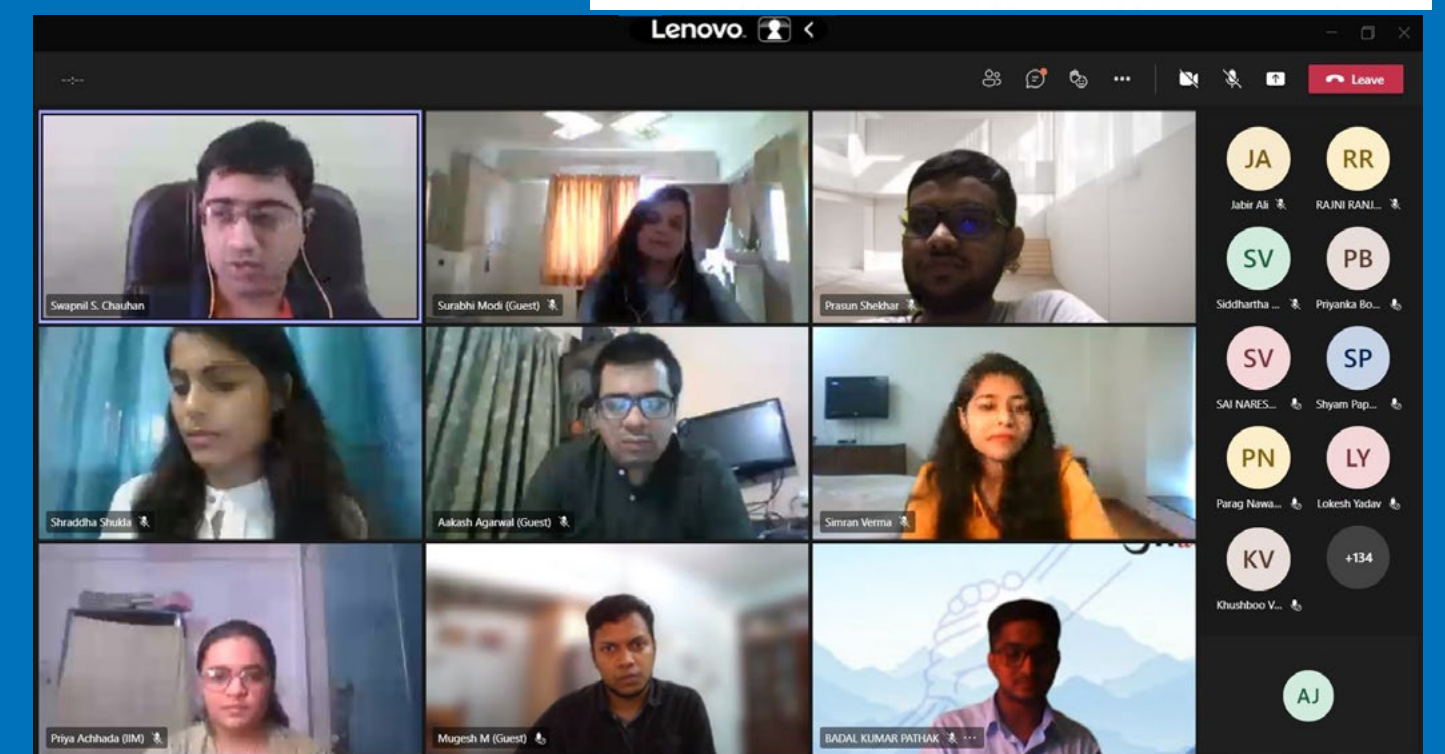 Lenovo.
--:--
Leave
Swapnil S. Chauhan
Surabhi Modi (Guest)
Prasun Shekhar
JA
RR
Jabir Ali
RAJNI RANJ...
SV
PB
Siddhartha ...
Priyanka Bo...
Shraddha Shukla
Aakash Agarwal (Guest)
Simran Verma
SV
SP
SAI NARES...
Shyam Pap...
PN
LY
Parag Nawa...
Lokesh Yadav
KV
+134
Khushboo V...
Priya Achhada (IIM)
Mugesh M (Guest)
BADAL KUMAR PATHAK ...
AJ